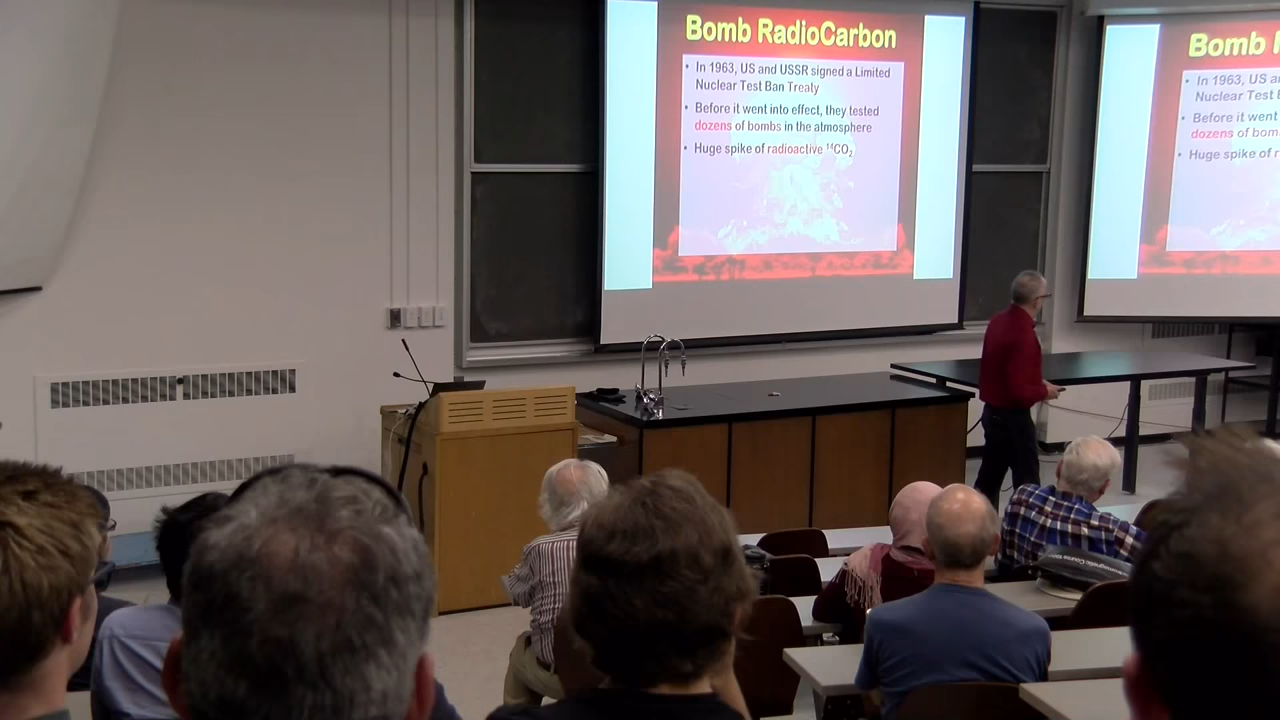 Bomb RadioCarbon
• In 1963, US and USSR signed a Limited
Nuclear Test Ban Treaty
• Before it went into effect, they tested
dozens of bombs in the atmosphere
• Huge spike of radioactive ¹⁴CO₂
Bomb
• In 1963, US a
Nuclear Test
• Before it went
dozens of bom
• Huge spike of